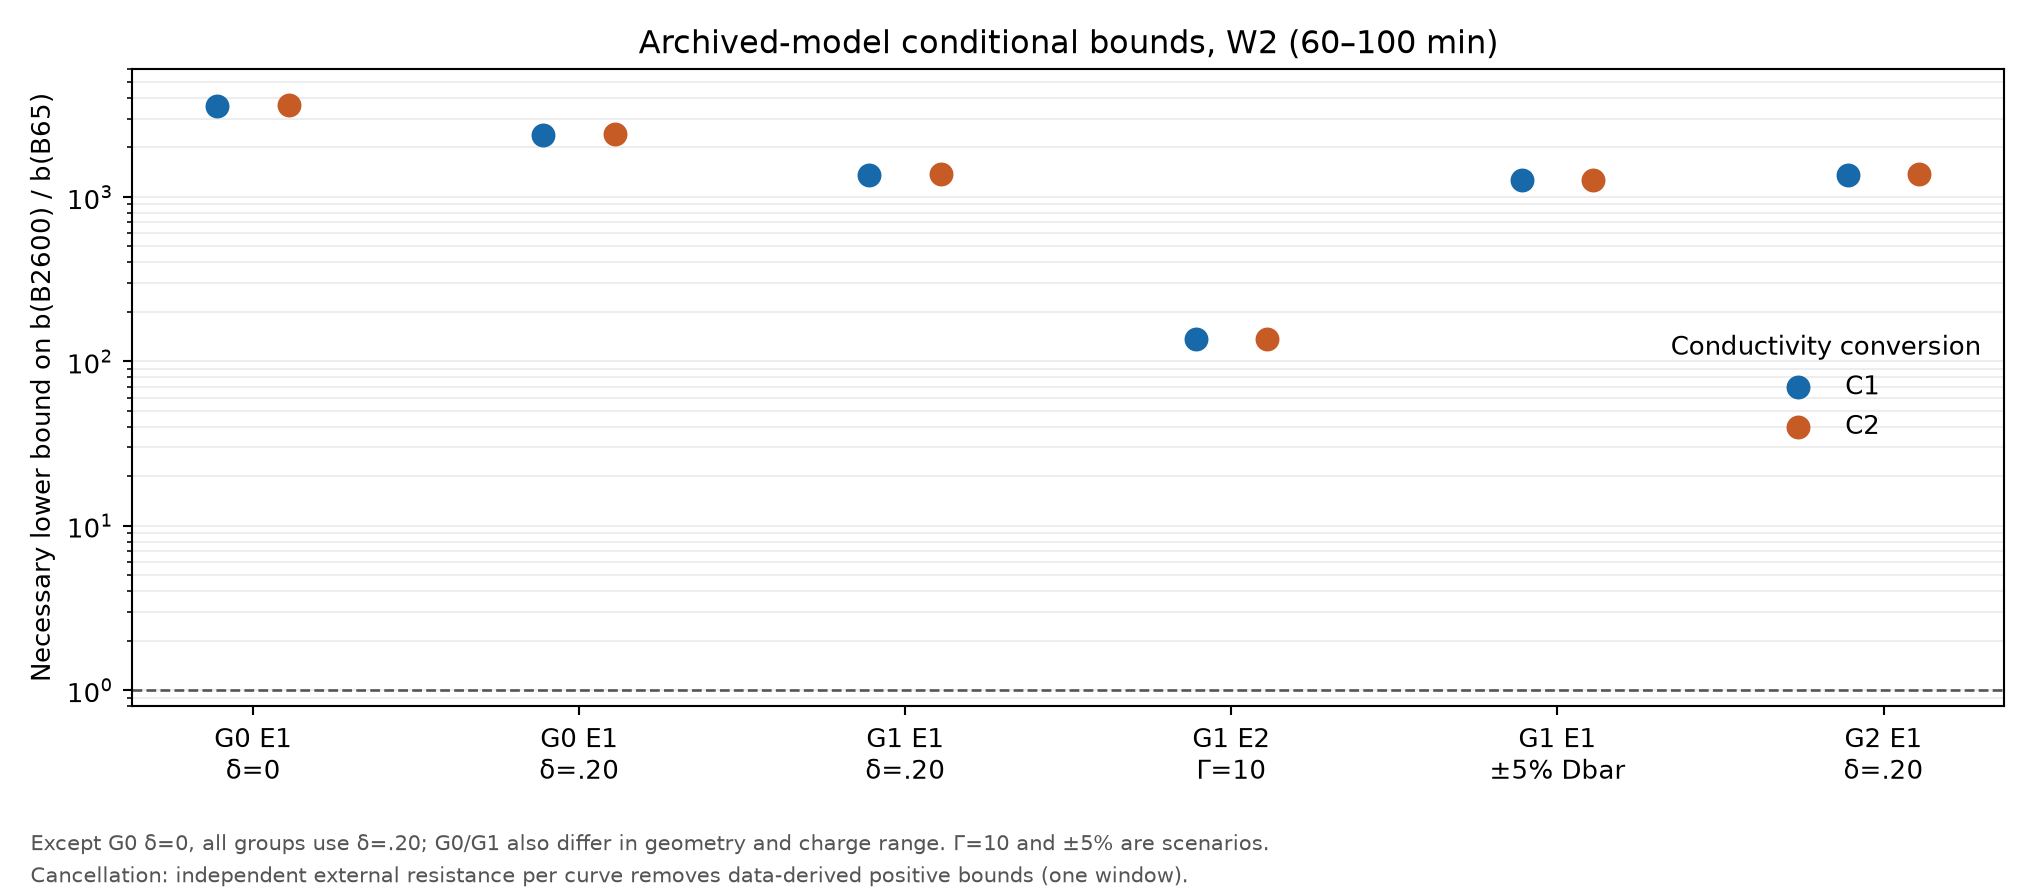 Archived-model conditional bounds, W2 (60–100 min)
Necessary lower bound on b(B2600) / b(B65)
10³
10²
10¹
10⁰
Conductivity conversion
C1
C2
G0 E1
δ=0
G0 E1
δ=.20
G1 E1
δ=.20
G1 E2
Γ=10
G1 E1
±5% Dbar
G2 E1
δ=.20
Except G0 δ=0, all groups use δ=.20; G0/G1 also differ in geometry and charge range. Γ=10 and ±5% are scenarios.
Cancellation: independent external resistance per curve removes data-derived positive bounds (one window).